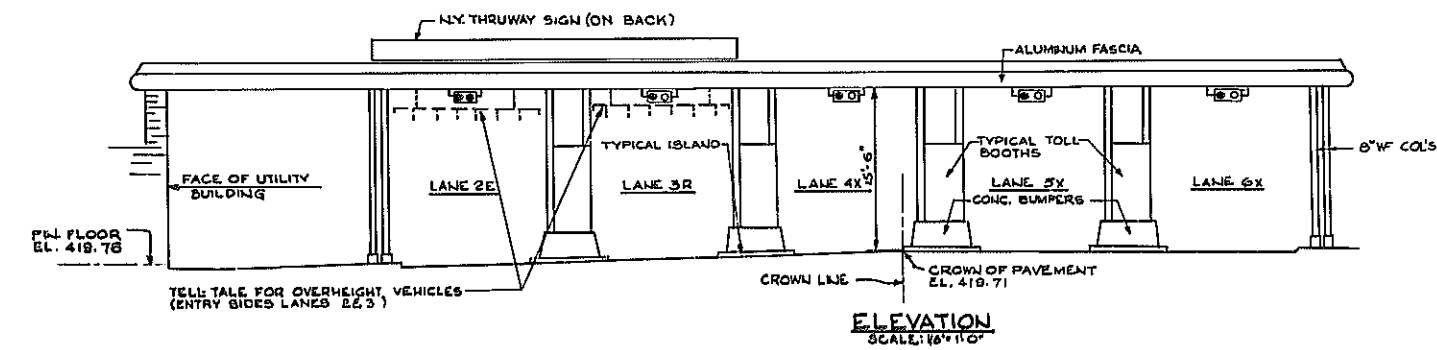 N.Y. THRUWAY SIGN (ON BACK)
ALUMINUM FASCIA
TYPICAL ISLAND
15'-6"
TYPICAL TOLL
BOOTHS
8" WF COL'S
FACE OF UTILITY
BUILDING
LANE 2E
LANE 3R
LANE 4X
LANE 5X
LANE 6X
CONC. BUMPERS
FIN. FLOOR
EL. 419.76
CROWN LINE
CROWN OF PAVEMENT
EL. 419.71
TELL TALE FOR OVERHEIGHT VEHICLES
(ENTRY SIDES LANES 2&3)
ELEVATION
SCALE: 1/8"=1'-0"